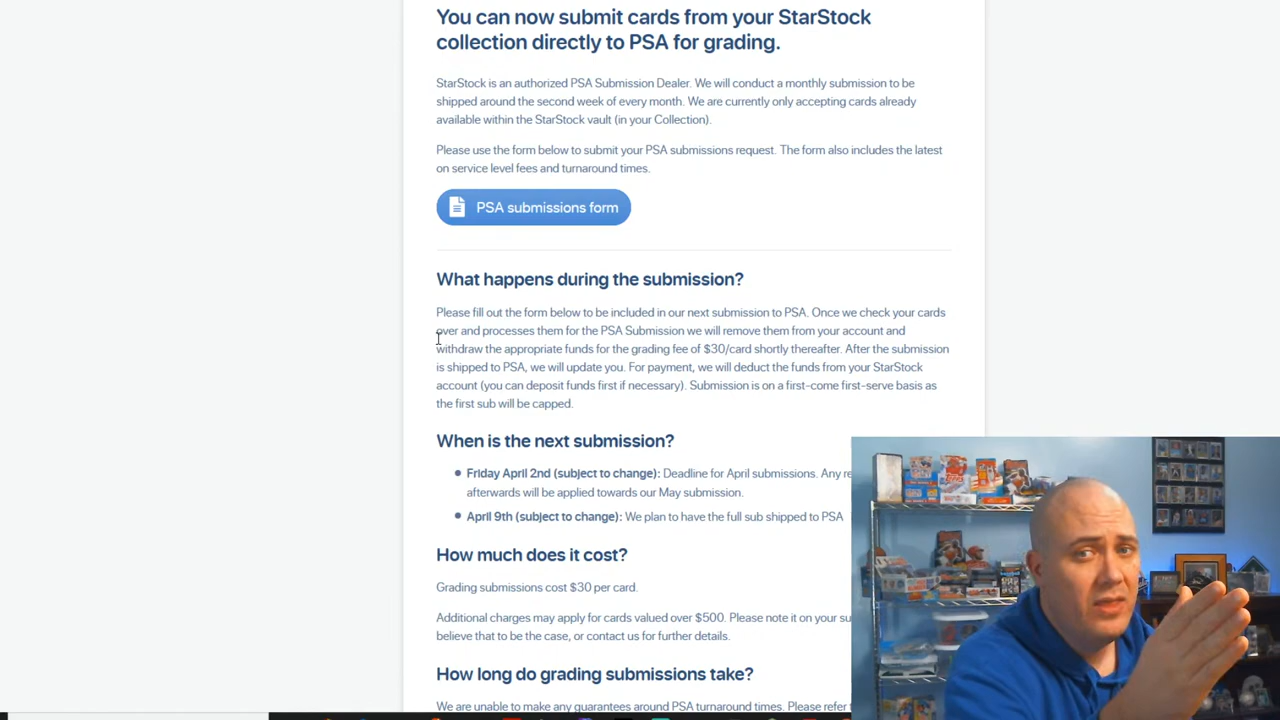 You can now submit cards from your StarStock
collection directly to PSA for grading.
StarStock is an authorized PSA Submission Dealer. We will conduct a monthly submission to be
shipped around the second week of every month. We are currently only accepting cards already
available within the StarStock vault (in your Collection).
Please use the form below to submit your PSA submissions request. The form also includes the latest
on service level fees and turnaround times.
PSA submissions form
What happens during the submission?
Please fill out the form below to be included in our next submission to PSA. Once we check your cards
over and processes them for the PSA Submission we will remove them from your account and
withdraw the appropriate funds for the grading fee of $30/card shortly thereafter. After the submission
is shipped to PSA, we will update you. For payment, we will deduct the funds from your StarStock
account (you can deposit funds first if necessary). Submission is on a first-come first-serve basis as
the first sub will be capped.
When is the next submission?
Friday April 2nd (subject to change): Deadline for April submissions. Any re
afterwards will be applied towards our May submission.
April 9th (subject to change): We plan to have the full sub shipped to PSA
How much does it cost?
Grading submissions cost $30 per card.
Additional charges may apply for cards valued over $500. Please note it on your su
believe that to be the case, or contact us for further details.
How long do grading submissions take?
We are unable to make any guarantees around PSA turnaround times. Please refer